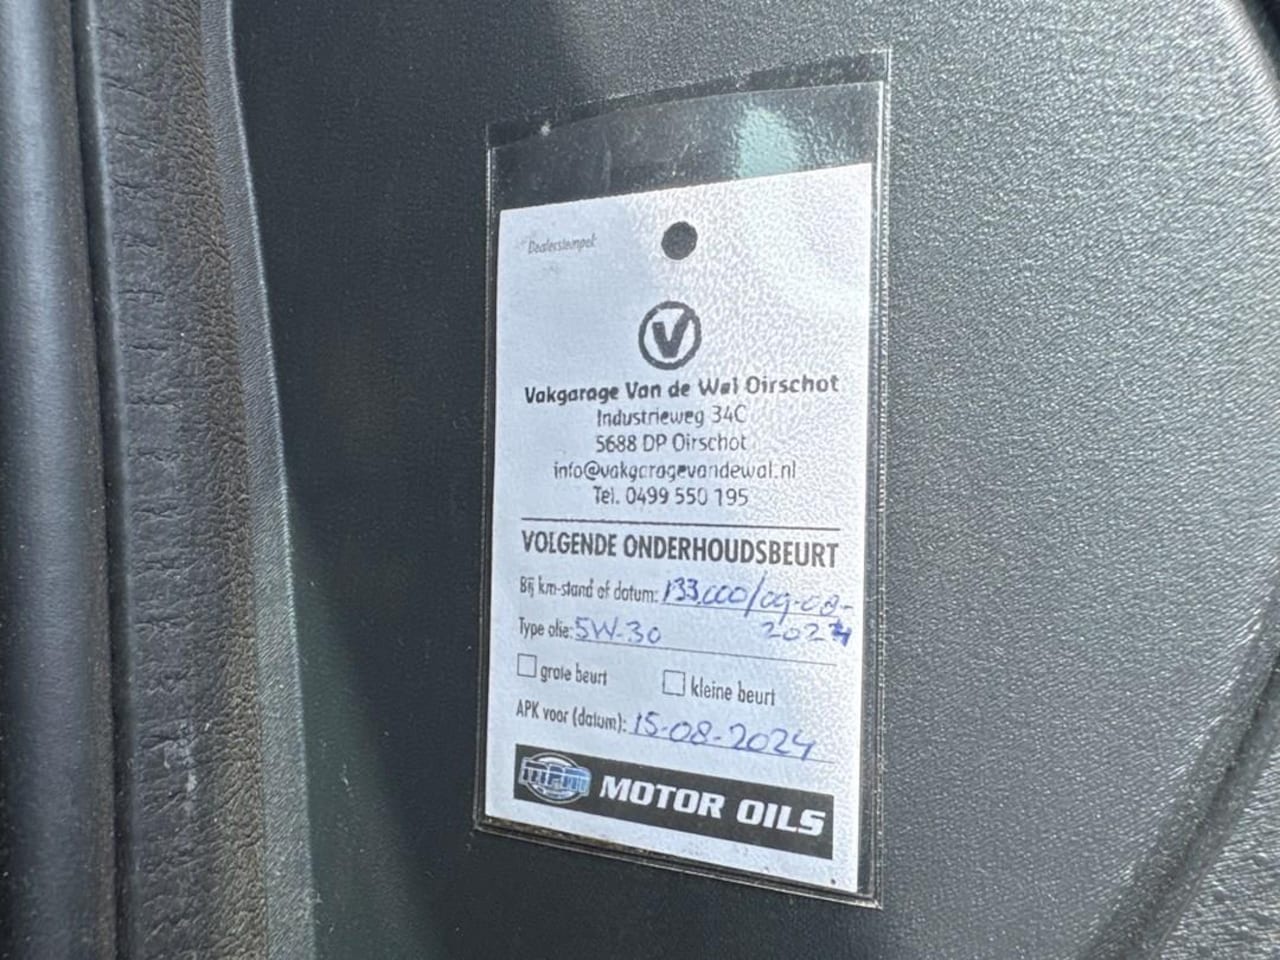 Dealerstempel
V
Vakgarage Van de Wal Oirschot
Industrieweg 34C
5688 DP Oirschot
info@vakgaragevandewal.nl
Tel. 0499 550 195
VOLGENDE ONDERHOUDSBEURT
Bij km-stand of datum: 133.000/09-08-
2024
Type olie: 5W-30
grote beurt kleine beurt
APK voor (datum): 15-08-2024
MPM MOTOR OILS